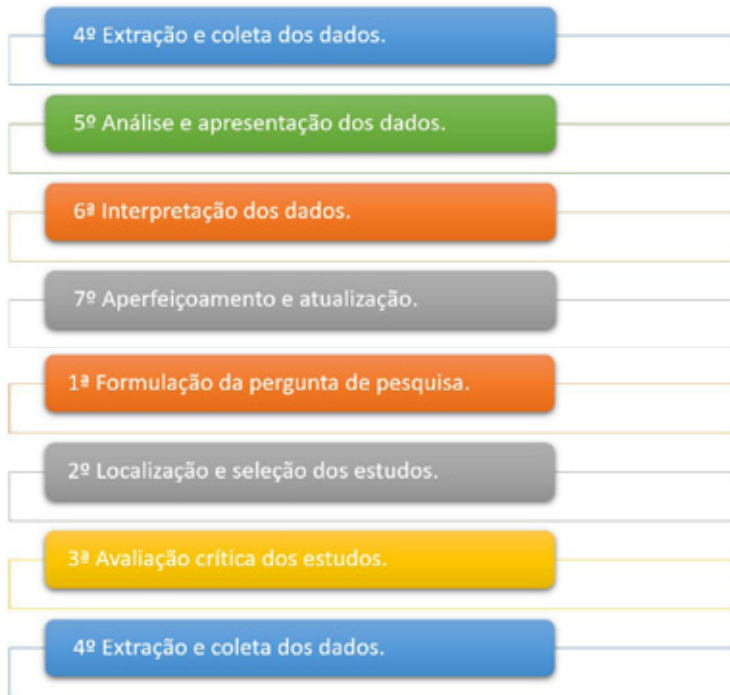 4º Extração e coleta dos dados.
5º Análise e apresentação dos dados.
6ª Interpretação dos dados.
7º Aperfeiçoamento e atualização.
1ª Formulação da pergunta de pesquisa.
2º Localização e seleção dos estudos.
3ª Avaliação crítica dos estudos.
4º Extração e coleta dos dados.